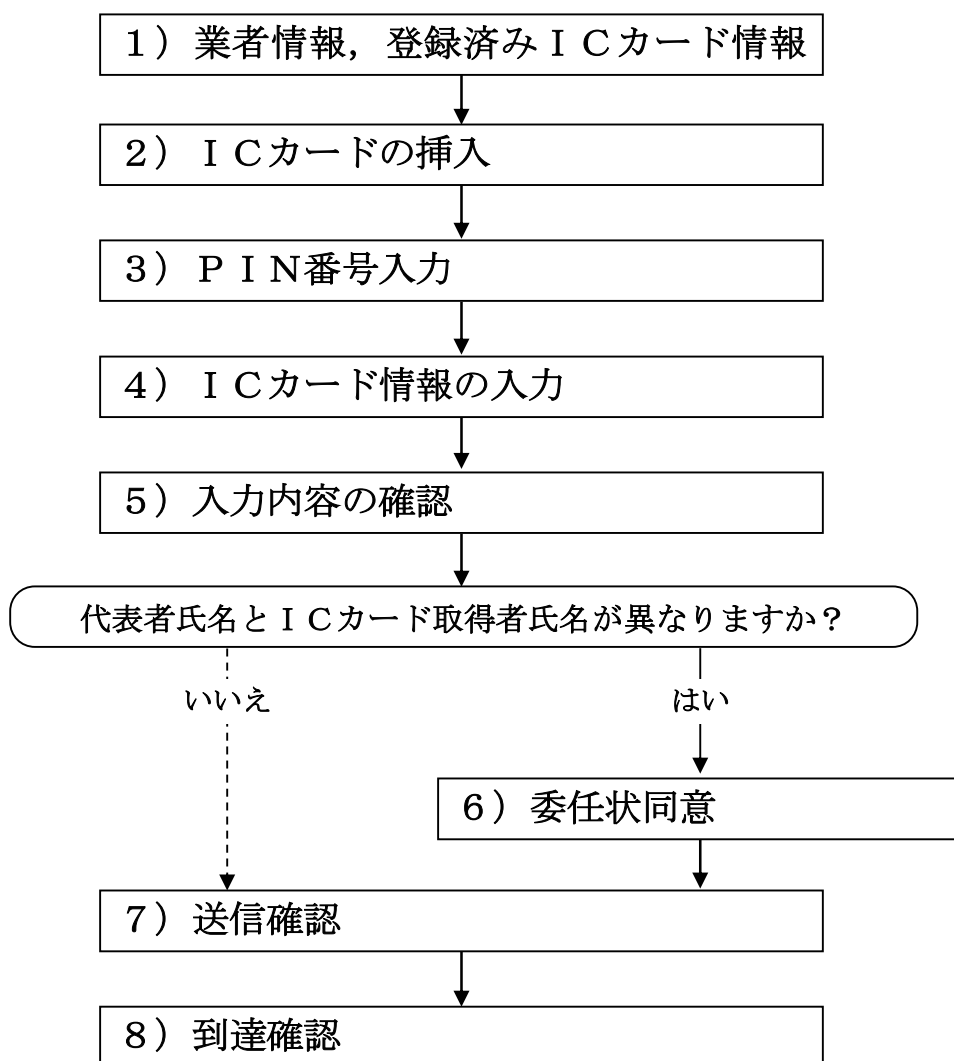 １）業者情報，登録済みＩＣカード情報
２）ＩＣカードの挿入
３）ＰＩＮ番号入力
４）ＩＣカード情報の入力
５）入力内容の確認
代表者氏名とＩＣカード取得者氏名が異なりますか？
いいえ
はい
６）委任状同意
７）送信確認
８）到達確認